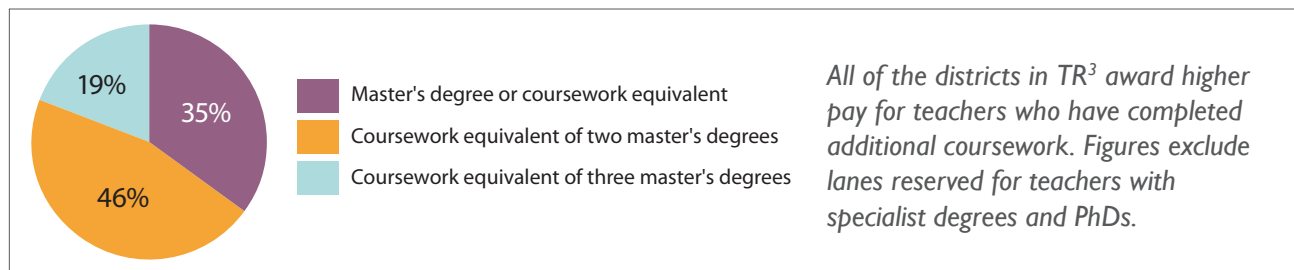 19%
35%
46%
Master's degree or coursework equivalent
Coursework equivalent of two master's degrees
Coursework equivalent of three master's degrees
All of the districts in TR³ award higher
pay for teachers who have completed
additional coursework. Figures exclude
lanes reserved for teachers with
specialist degrees and PhDs.